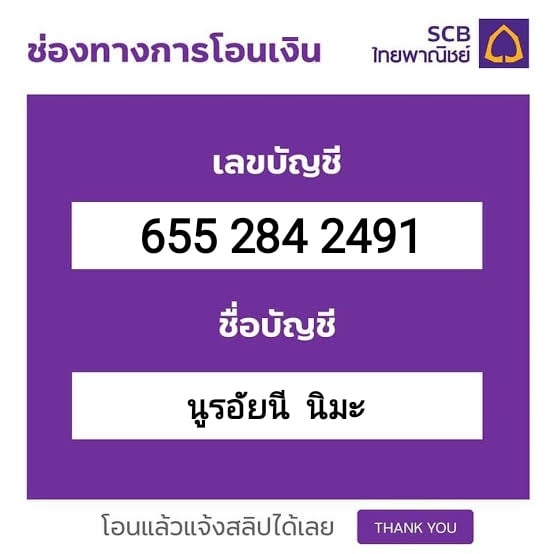 ช่องทางการโอนเงิน
SCB
ไทยพาณิชย์
เลขบัญชี
655 284 2491
ชื่อบัญชี
นูรอัยนี นิมะ
โอนแล้วแจ้งสลิปได้เลย
THANK YOU